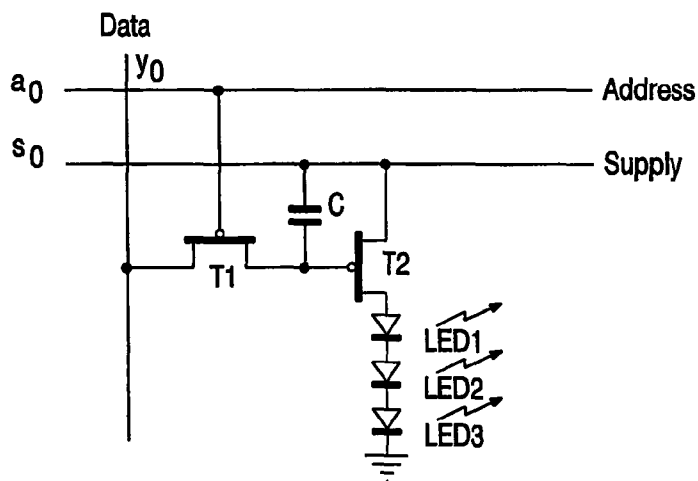 Data
y0
a0
Address
s0
Supply
C
T1
T2
LED1
LED2
LED3